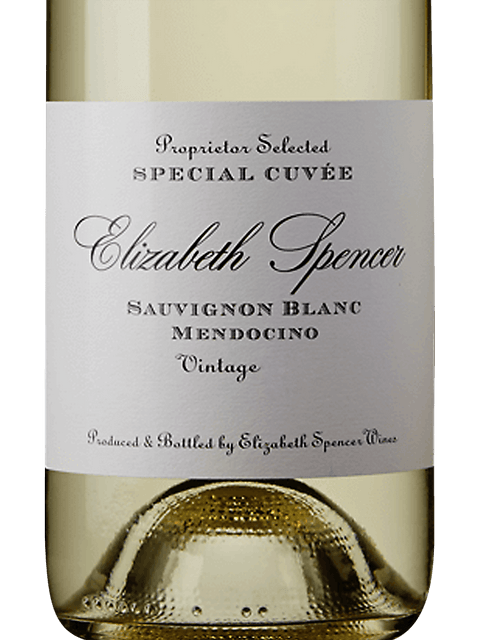 Proprietor Selected
SPECIAL CUVÉE
Elizabeth Spencer
SAUVIGNON BLANC
MENDOCINO
Vintage
Produced & Bottled by Elizabeth Spencer Wines